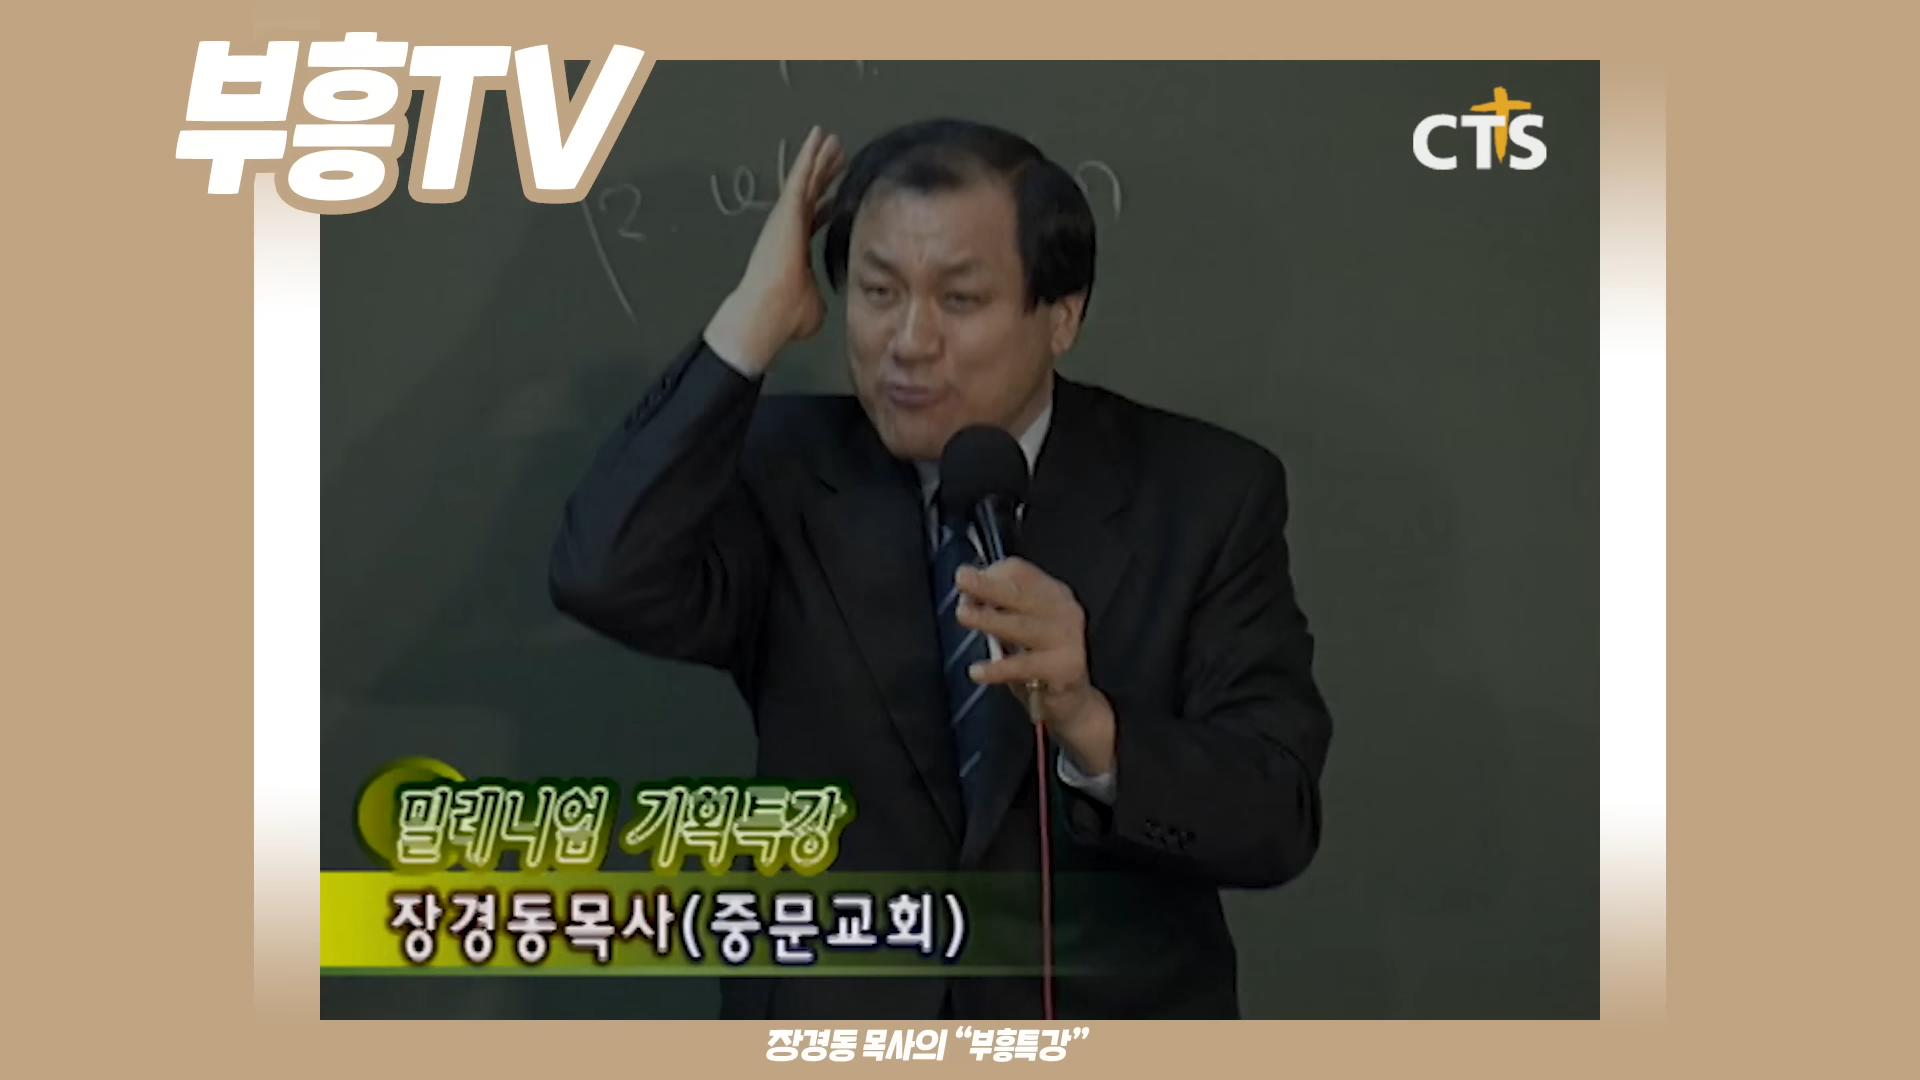 부흥TV
CTS
2.
밀레니엄 기획특강
장경동목사(중문교회)
장경동 목사의 “부흥특강”